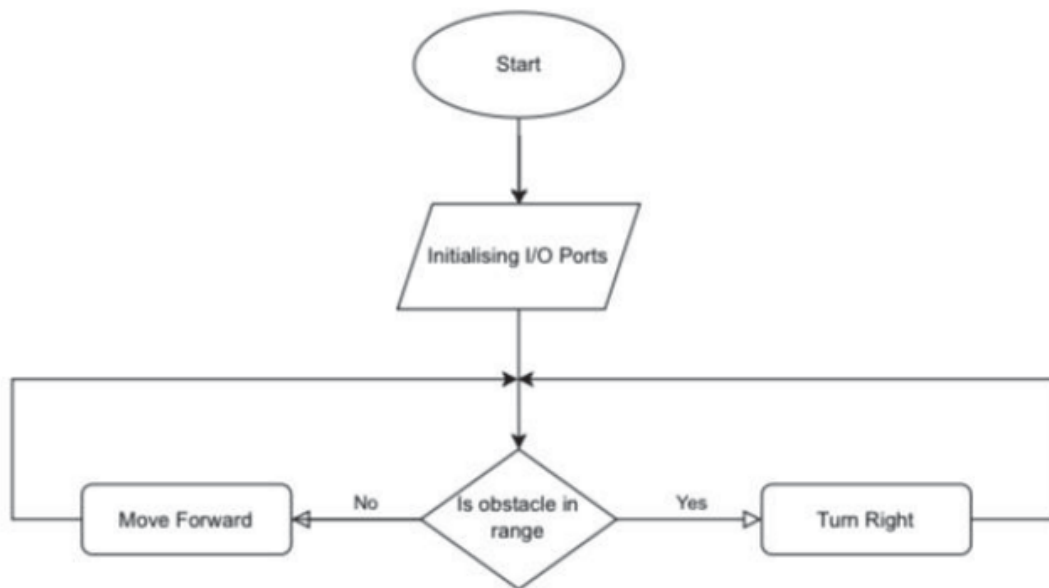 Start
Initialising I/O Ports
Is obstacle in
range
No
Yes
Move Forward
Turn Right